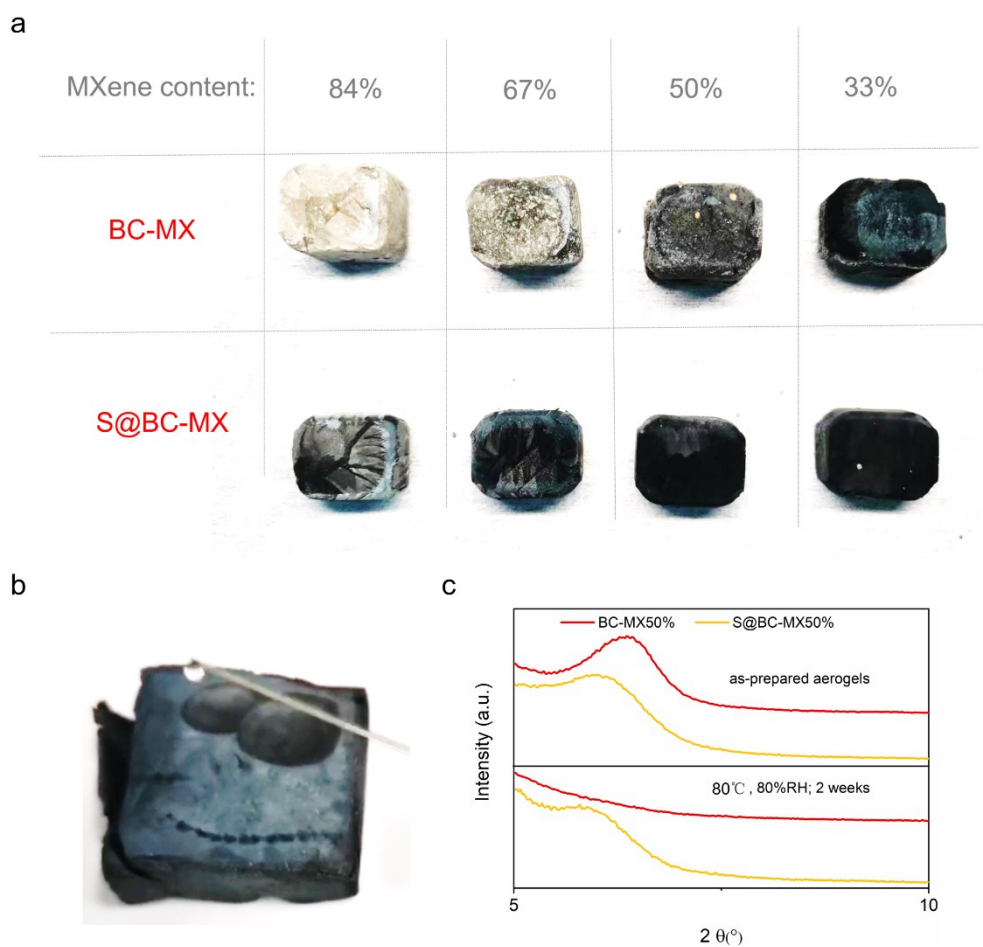 a
MXene content: 84% 67% 50% 33%
BC-MX
S@BC-MX
b
c
BC-MX50% S@BC-MX50%
as-prepared aerogels
80℃, 80%RH; 2 weeks
Intensity (a.u.)
5 10
2 θ(°)